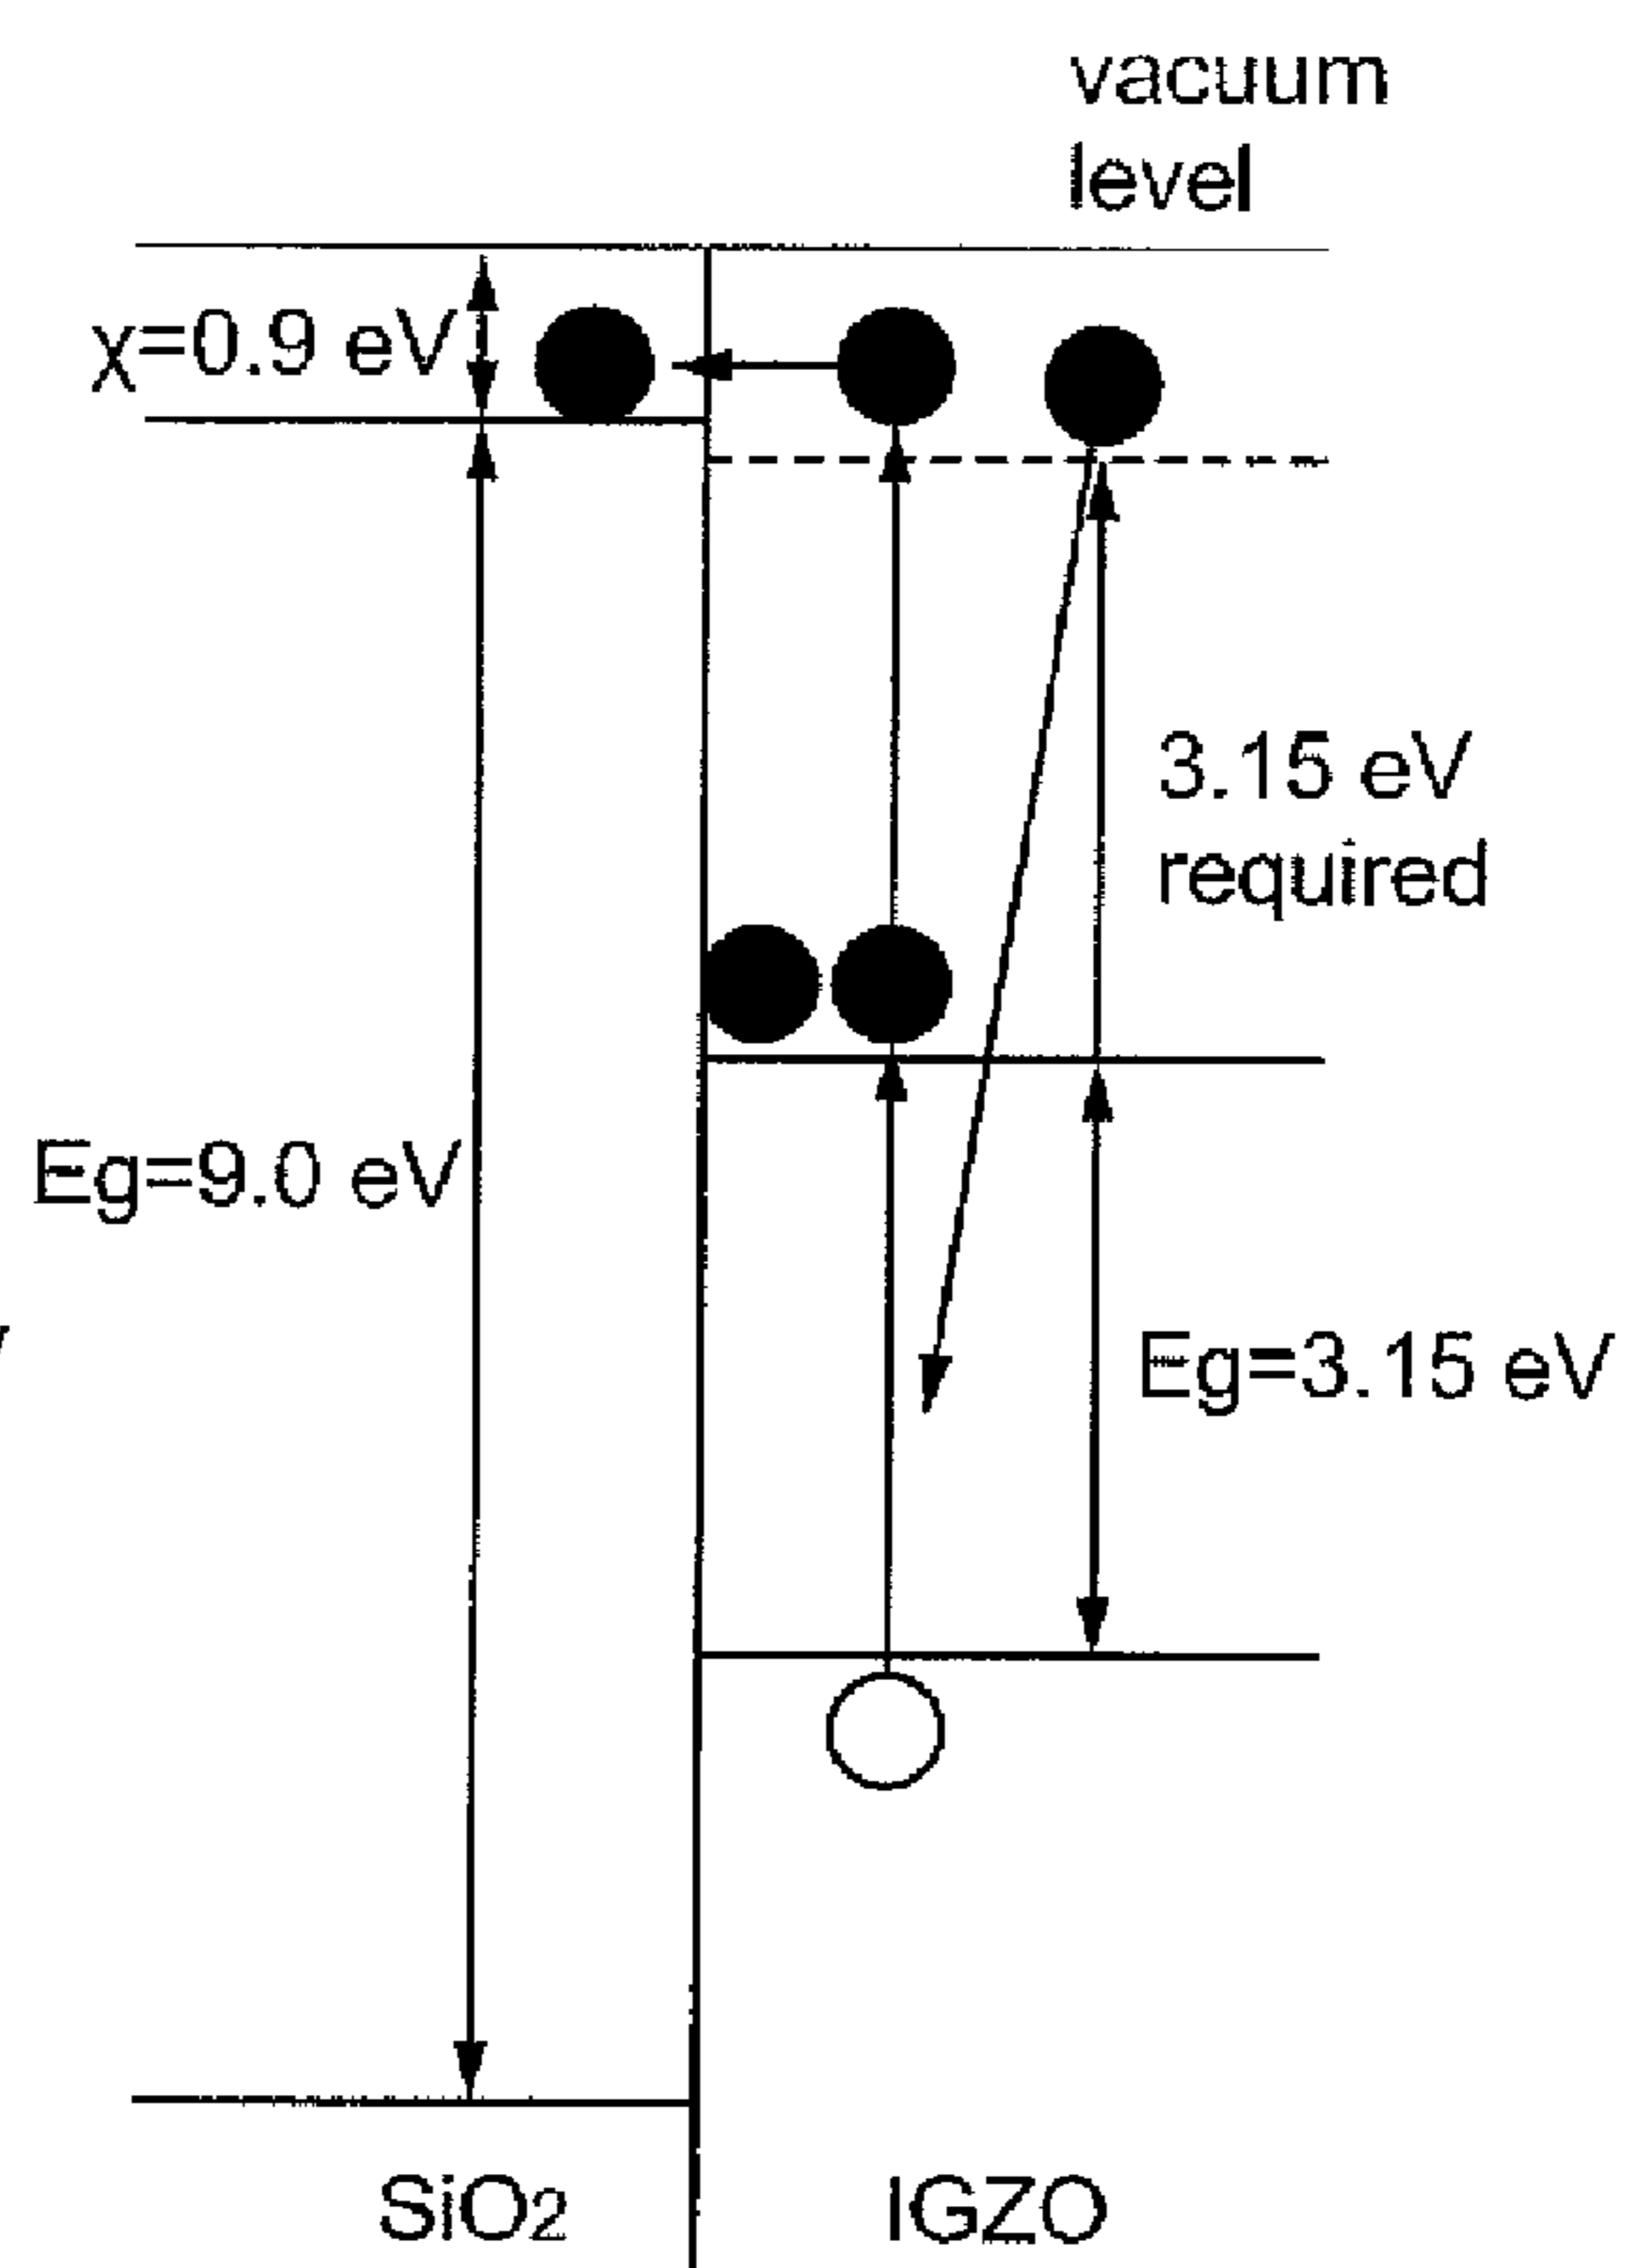 vacuum
level
χ=0.9 eV
3.15 eV
required
Eg=9.0 eV
Eg=3.15 eV
SiO₂
IGZO